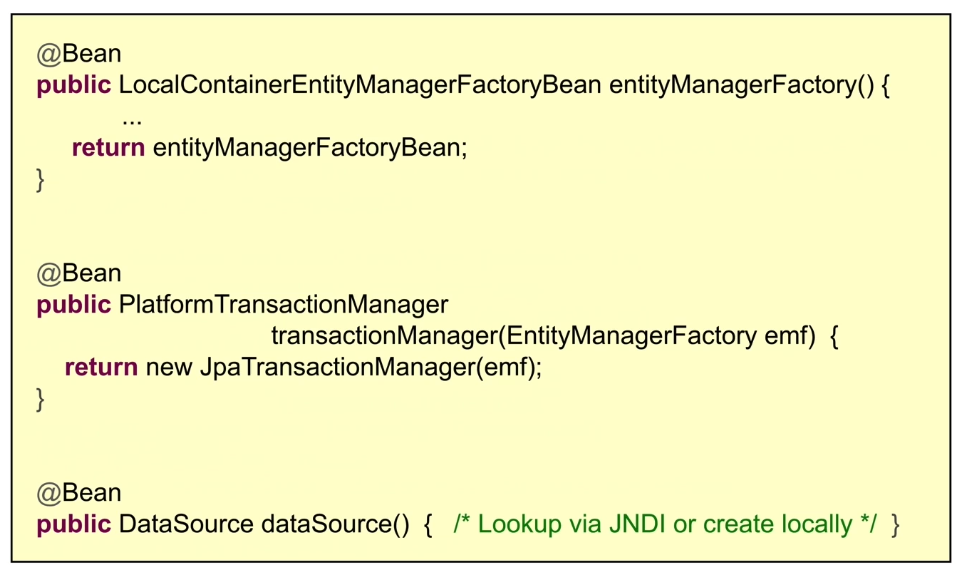 @Bean
public LocalContainerEntityManagerFactoryBean entityManagerFactory() {
...
return entityManagerFactoryBean;
}
@Bean
public PlatformTransactionManager
transactionManager(EntityManagerFactory emf) {
return new JpaTransactionManager(emf);
}
@Bean
public DataSource dataSource() { /* Lookup via JNDI or create locally */ }